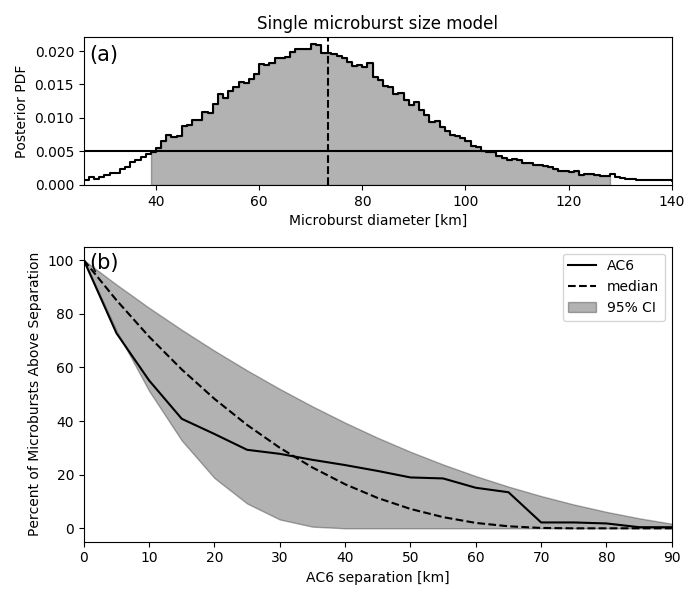 Single microburst size model
(a)
Posterior PDF
0.020
0.015
0.010
0.005
0.000
40 60 80 100 120 140
Microburst diameter [km]
(b)
Percent of Microbursts Above Separation
100
80
60
40
20
0
AC6
median
95% CI
0 10 20 30 40 50 60 70 80 90
AC6 separation [km]